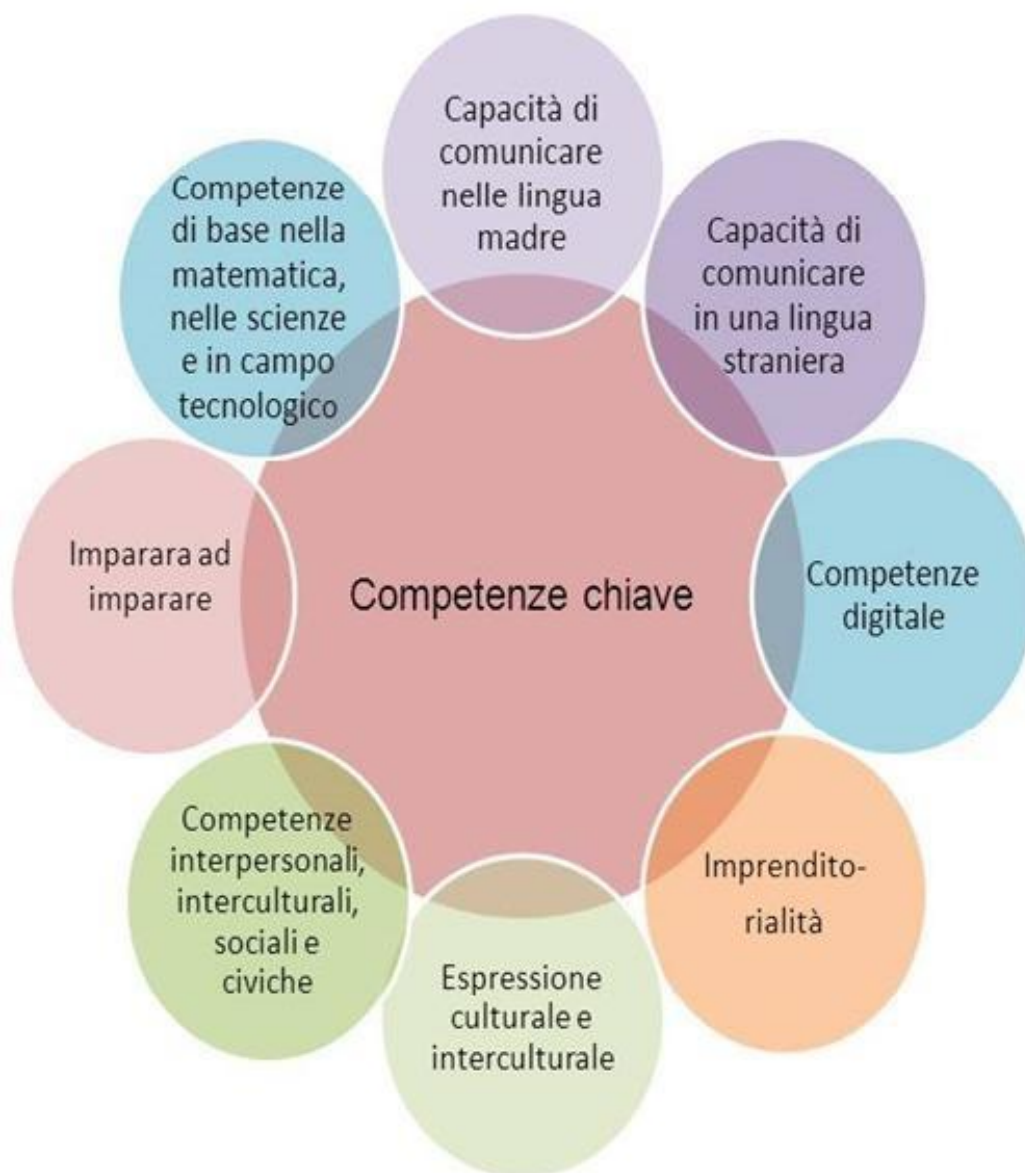 Capacità di
comunicare
nelle lingua
madre
Capacità di
comunicare
in una lingua
straniera
Competenze
digitale
Imprendito-
rialità
Espressione
culturale e
interculturale
Competenze
interpersonali,
interculturali,
sociali e
civiche
Imparara ad
imparare
Competenze
di base nella
matematica,
nelle scienze
e in campo
tecnologico
Competenze chiave